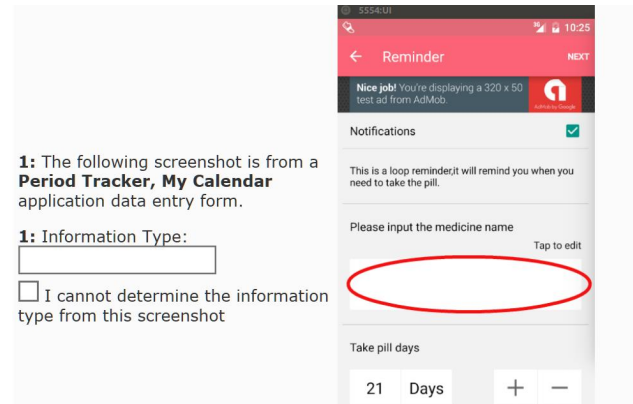 5554:UI
3G 10:25
← Reminder NEXT
Nice job! You're displaying a 320 x 50
test ad from AdMob.
AdMob by Google
Notifications
1: The following screenshot is from a
Period Tracker, My Calendar
application data entry form.
This is a loop reminder,it will remind you when you
need to take the pill.
1: Information Type:
Please input the medicine name
Tap to edit
I cannot determine the information
type from this screenshot
Take pill days
21 Days + −